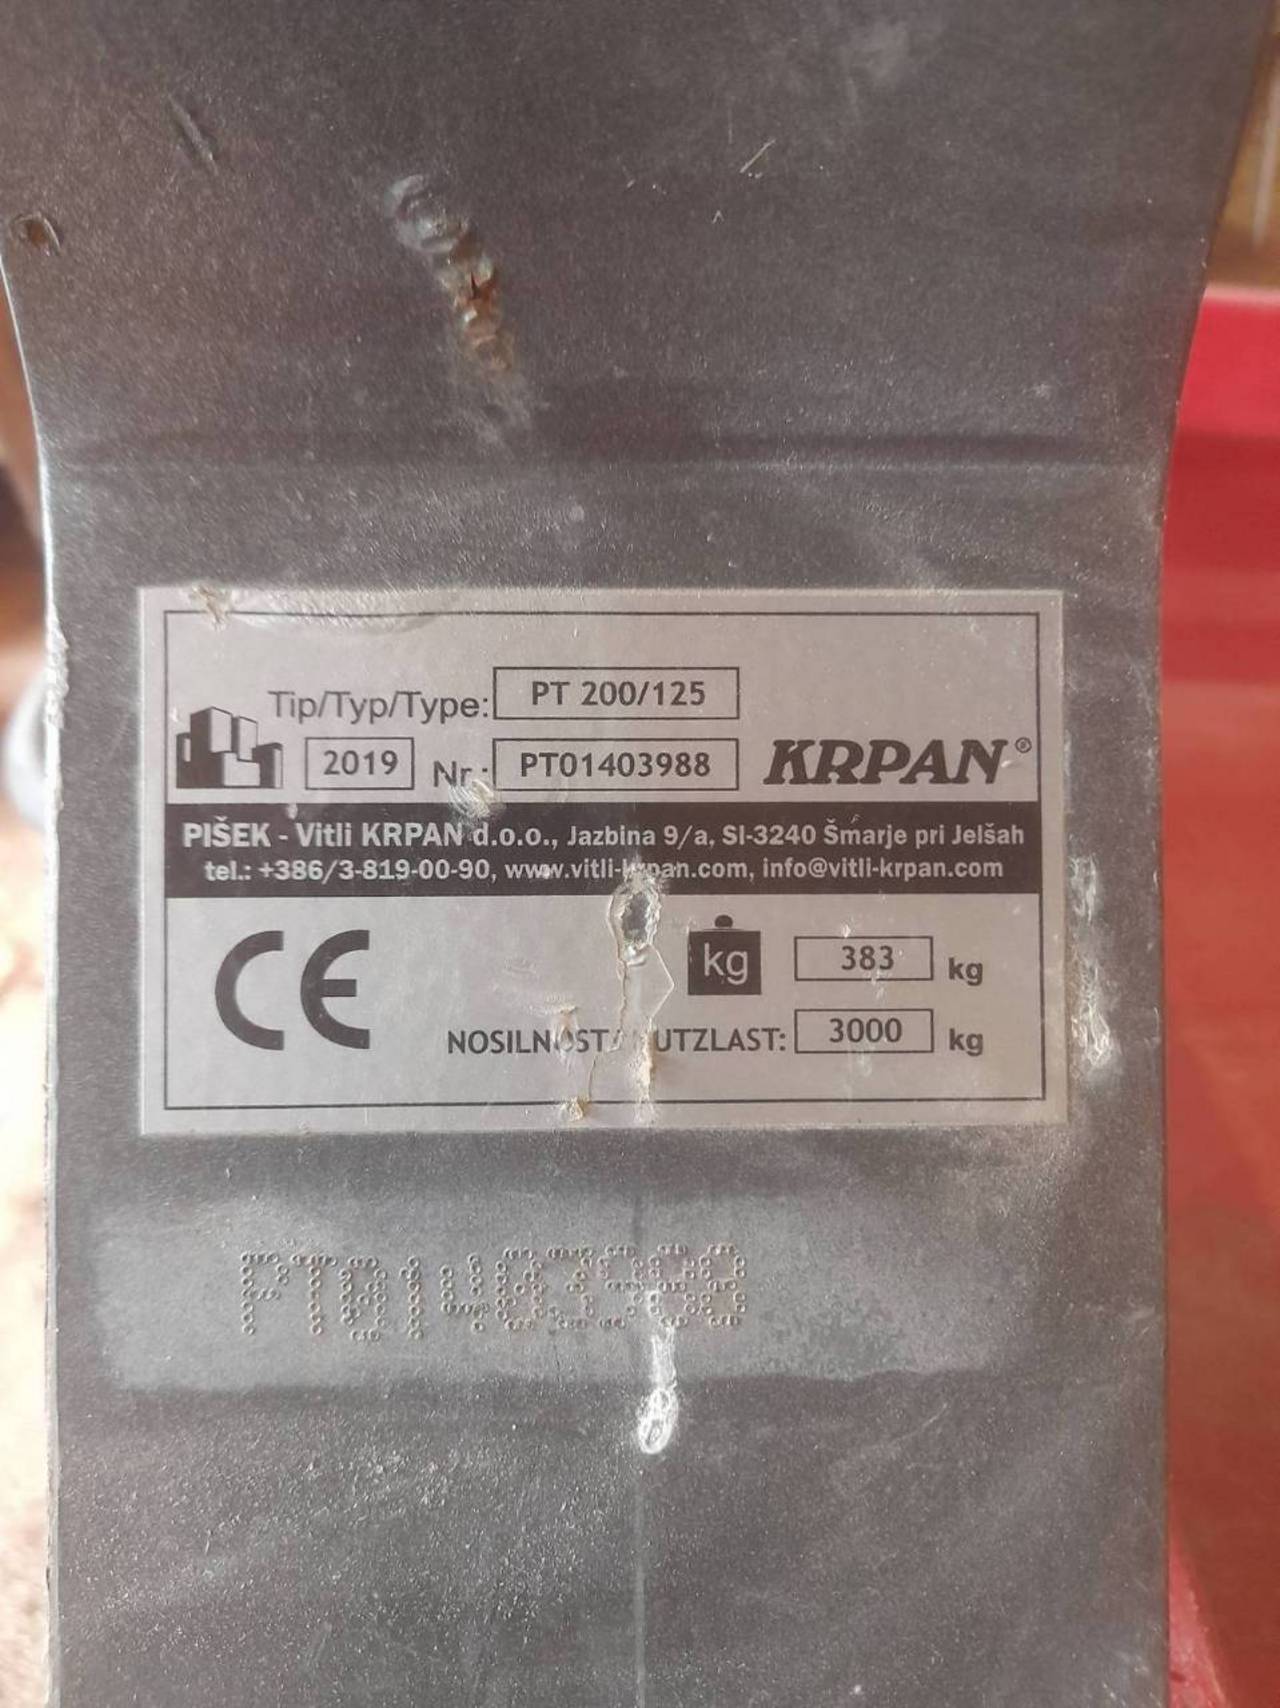 Tip/Typ/Type: PT 200/125
2019 Nr.: PT01403988 KRPAN®
PIŠEK - Vitli KRPAN d.o.o., Jazbina 9/a, SI-3240 Šmarje pri Jelšah
tel.: +386/3-819-00-90, www.vitli-krpan.com, info@vitli-krpan.com
CE kg 383 kg
NOSILNOST/NUTZLAST: 3000 kg
PT01403988